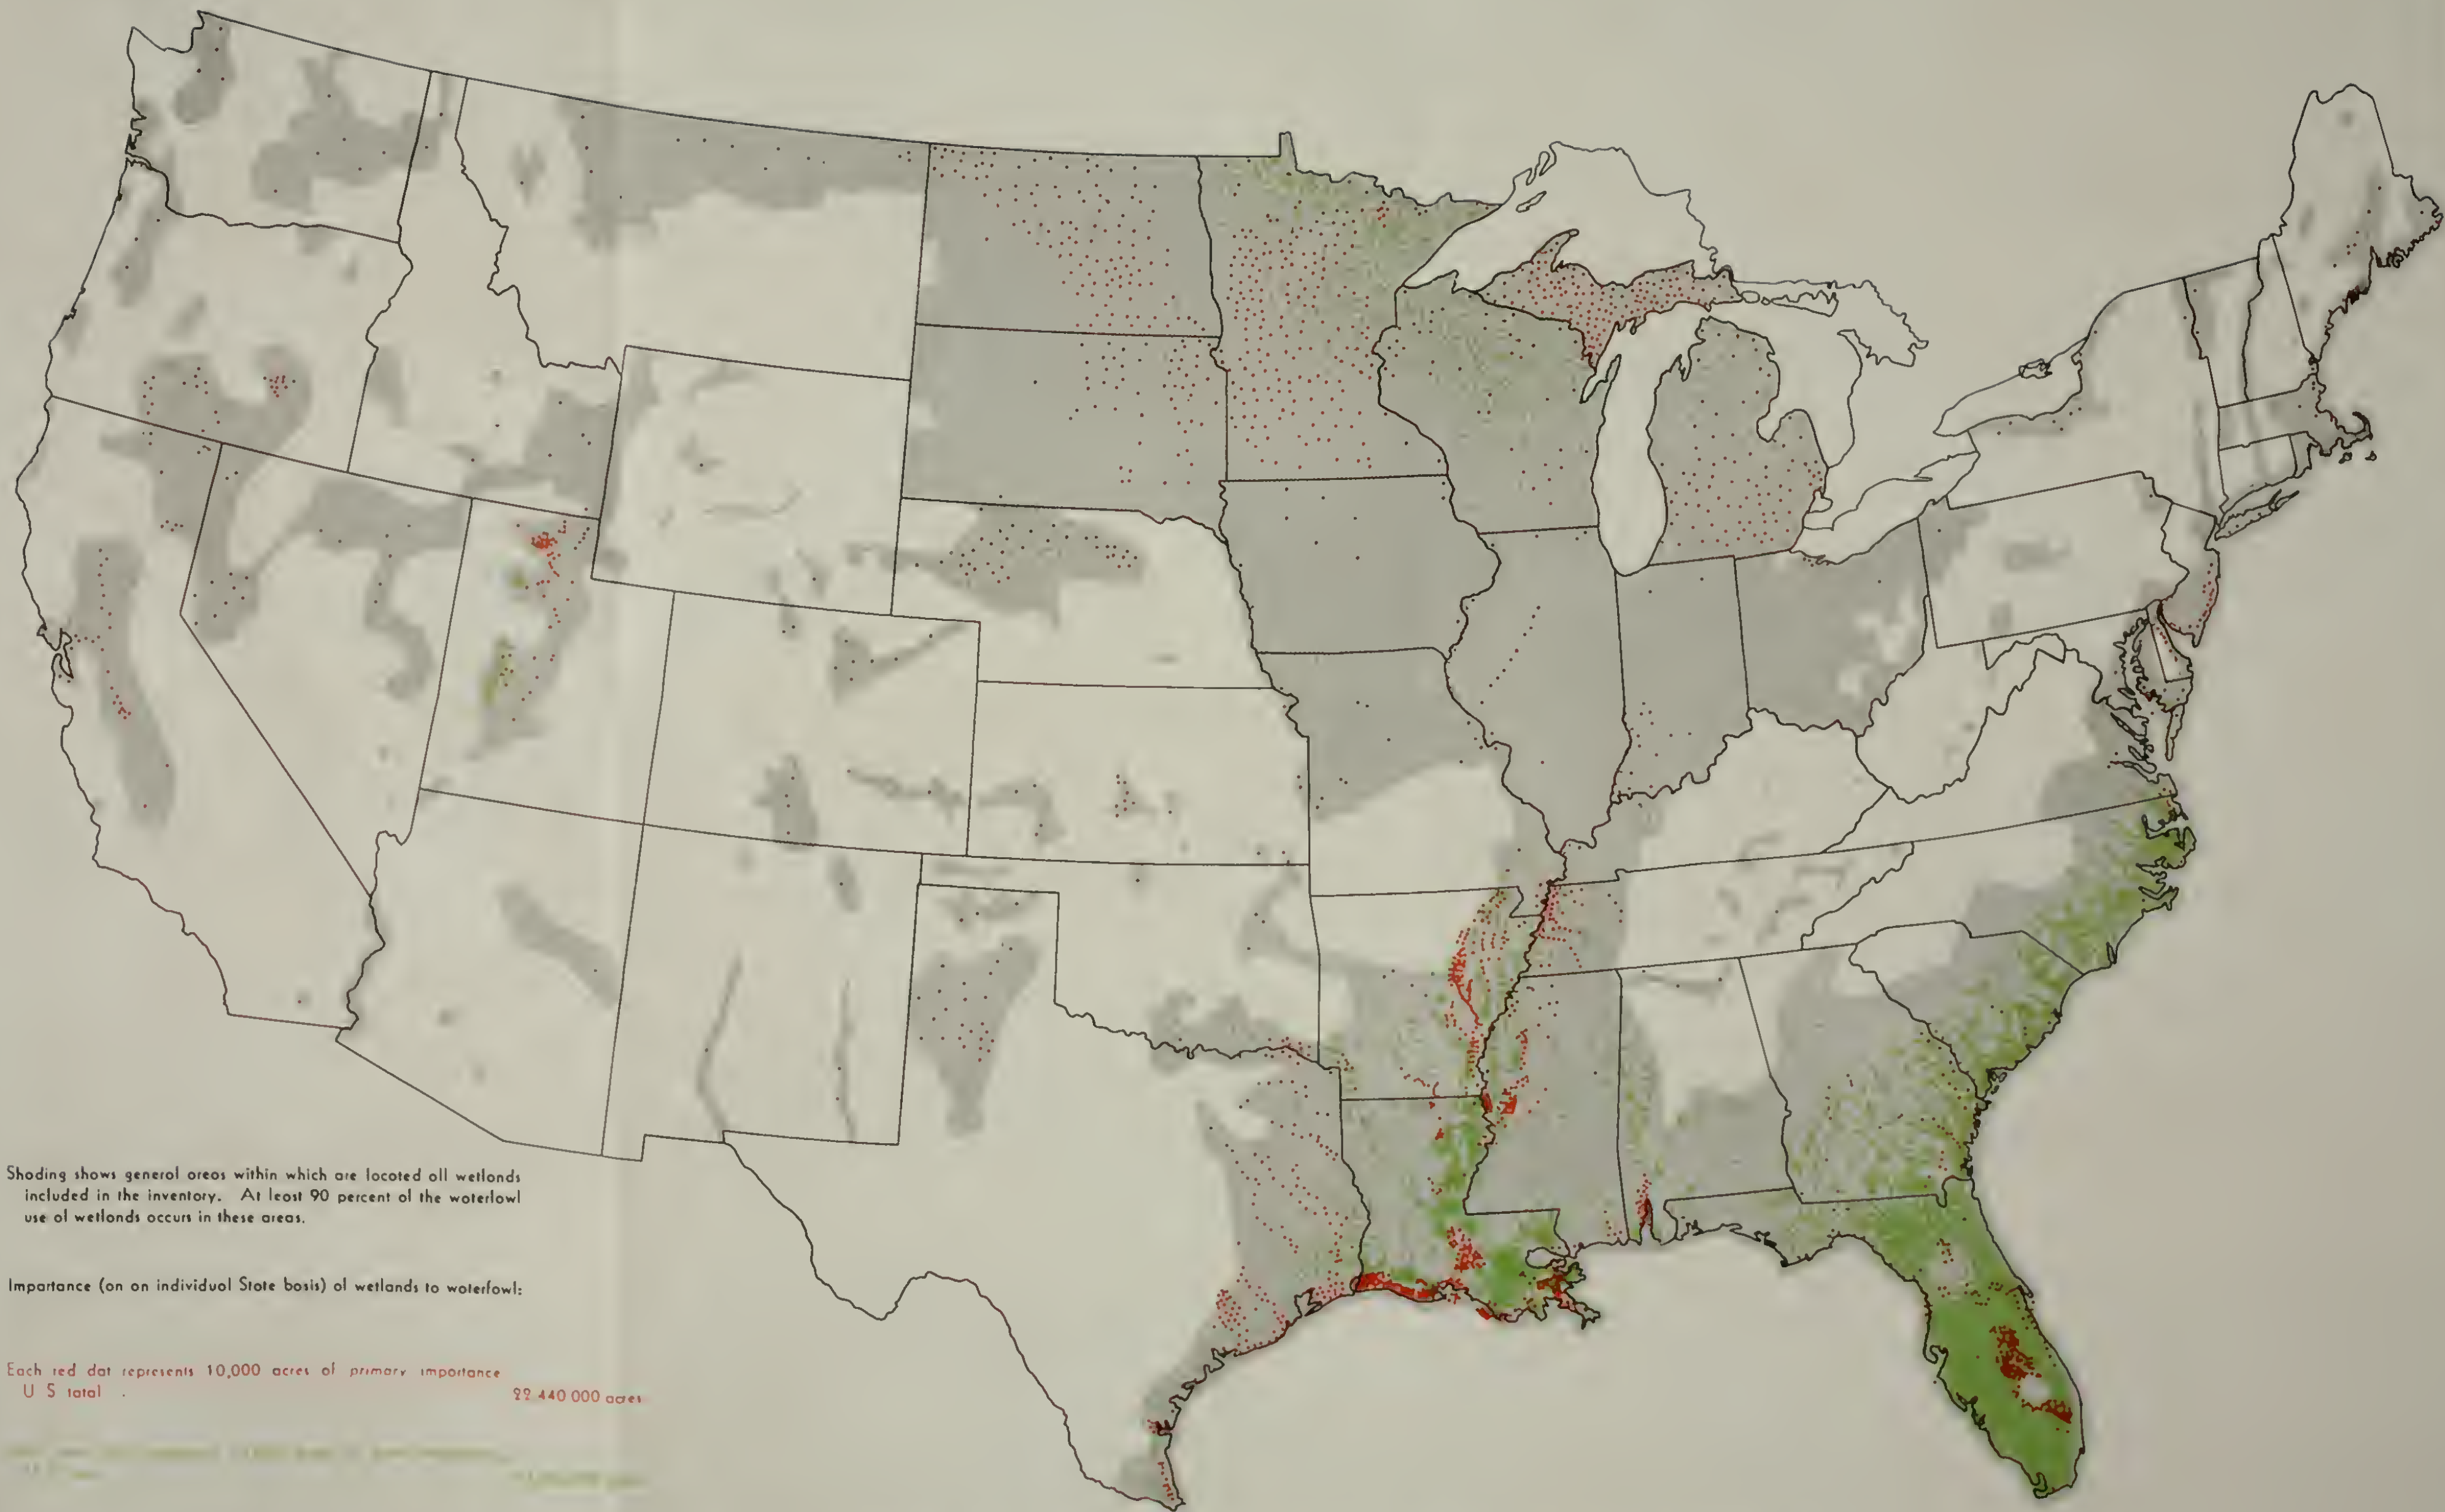 Shading shows general areas within which are located all wetlands
included in the inventory. At least 90 percent of the waterfowl
use of wetlands occurs in these areas.
Importance (on an individual State basis) of wetlands to waterfowl:
Each red dot represents 10,000 acres of primary importance
U S total . 22 440 000 acres